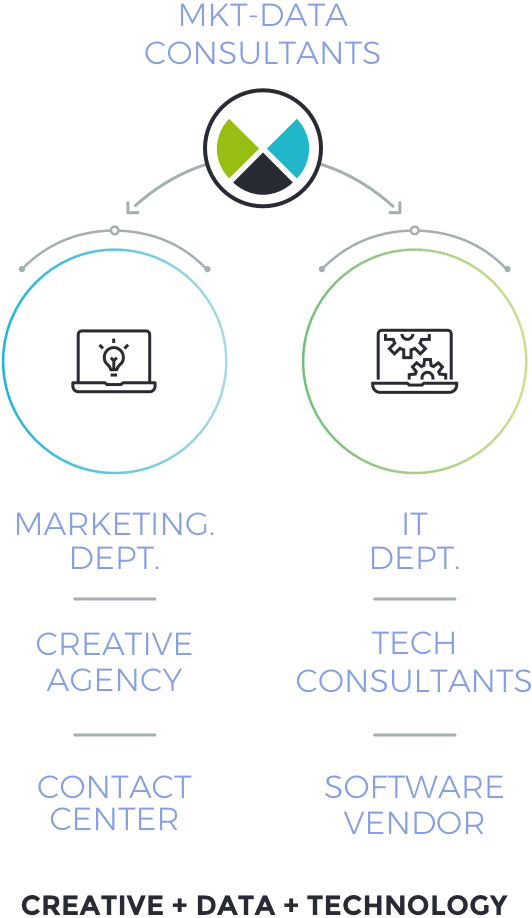 MKT-DATA
CONSULTANTS
MARKETING.
DEPT.
CREATIVE
AGENCY
CONTACT
CENTER
IT
DEPT.
TECH
CONSULTANTS
SOFTWARE
VENDOR
CREATIVE + DATA + TECHNOLOGY